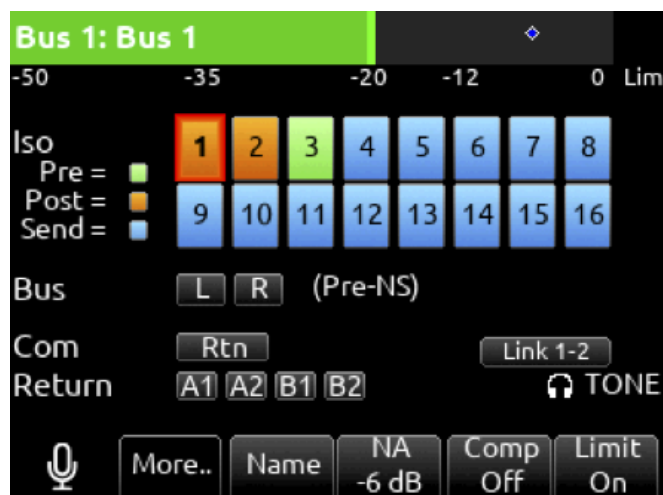 Bus 1: Bus 1
-50 -35 -20 -12 0 Lim
Iso 1 2 3 4 5 6 7 8
Pre =
Post =
Send =
9 10 11 12 13 14 15 16
Bus L R (Pre-NS)
Com Rtn Link 1-2
Return A1 A2 B1 B2 TONE
More.. Name NA Comp Limit
-6 dB Off On